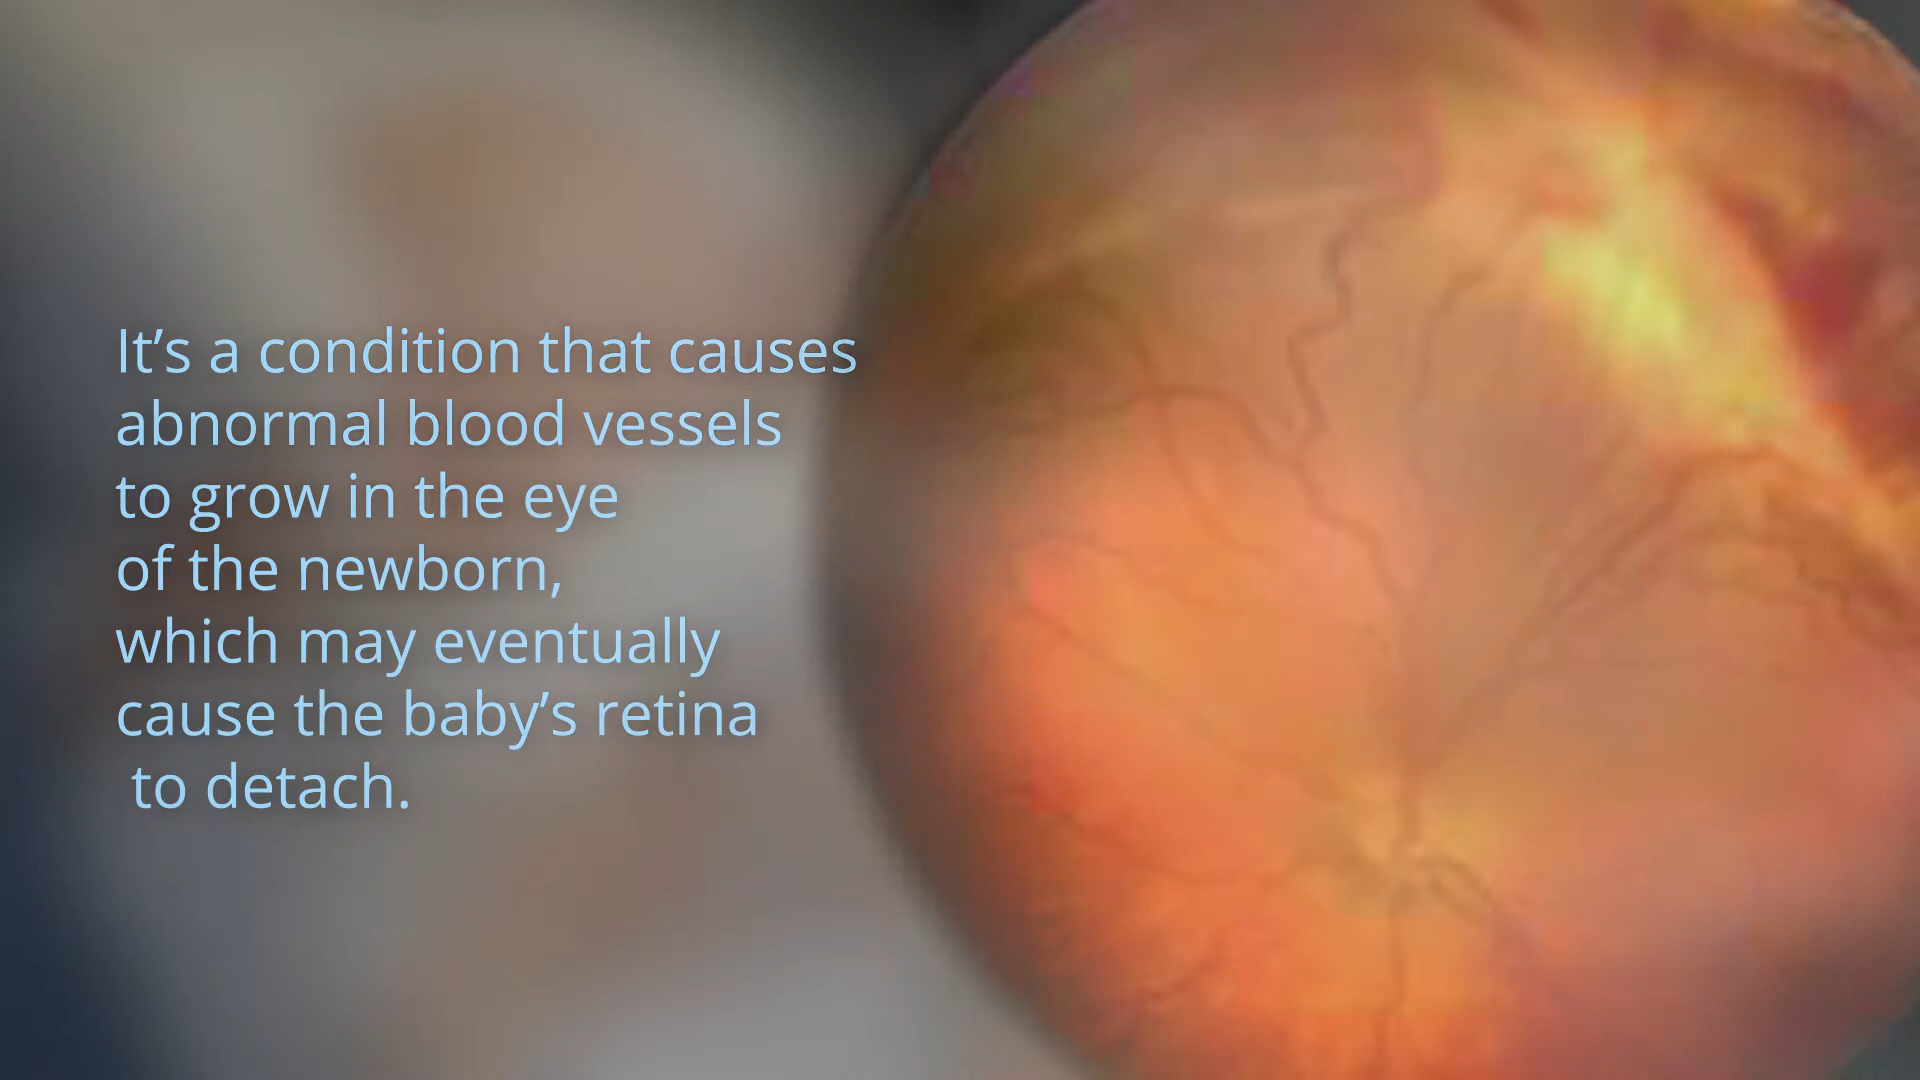 It’s a condition that causes
abnormal blood vessels
to grow in the eye
of the newborn,
which may eventually
cause the baby’s retina
to detach.